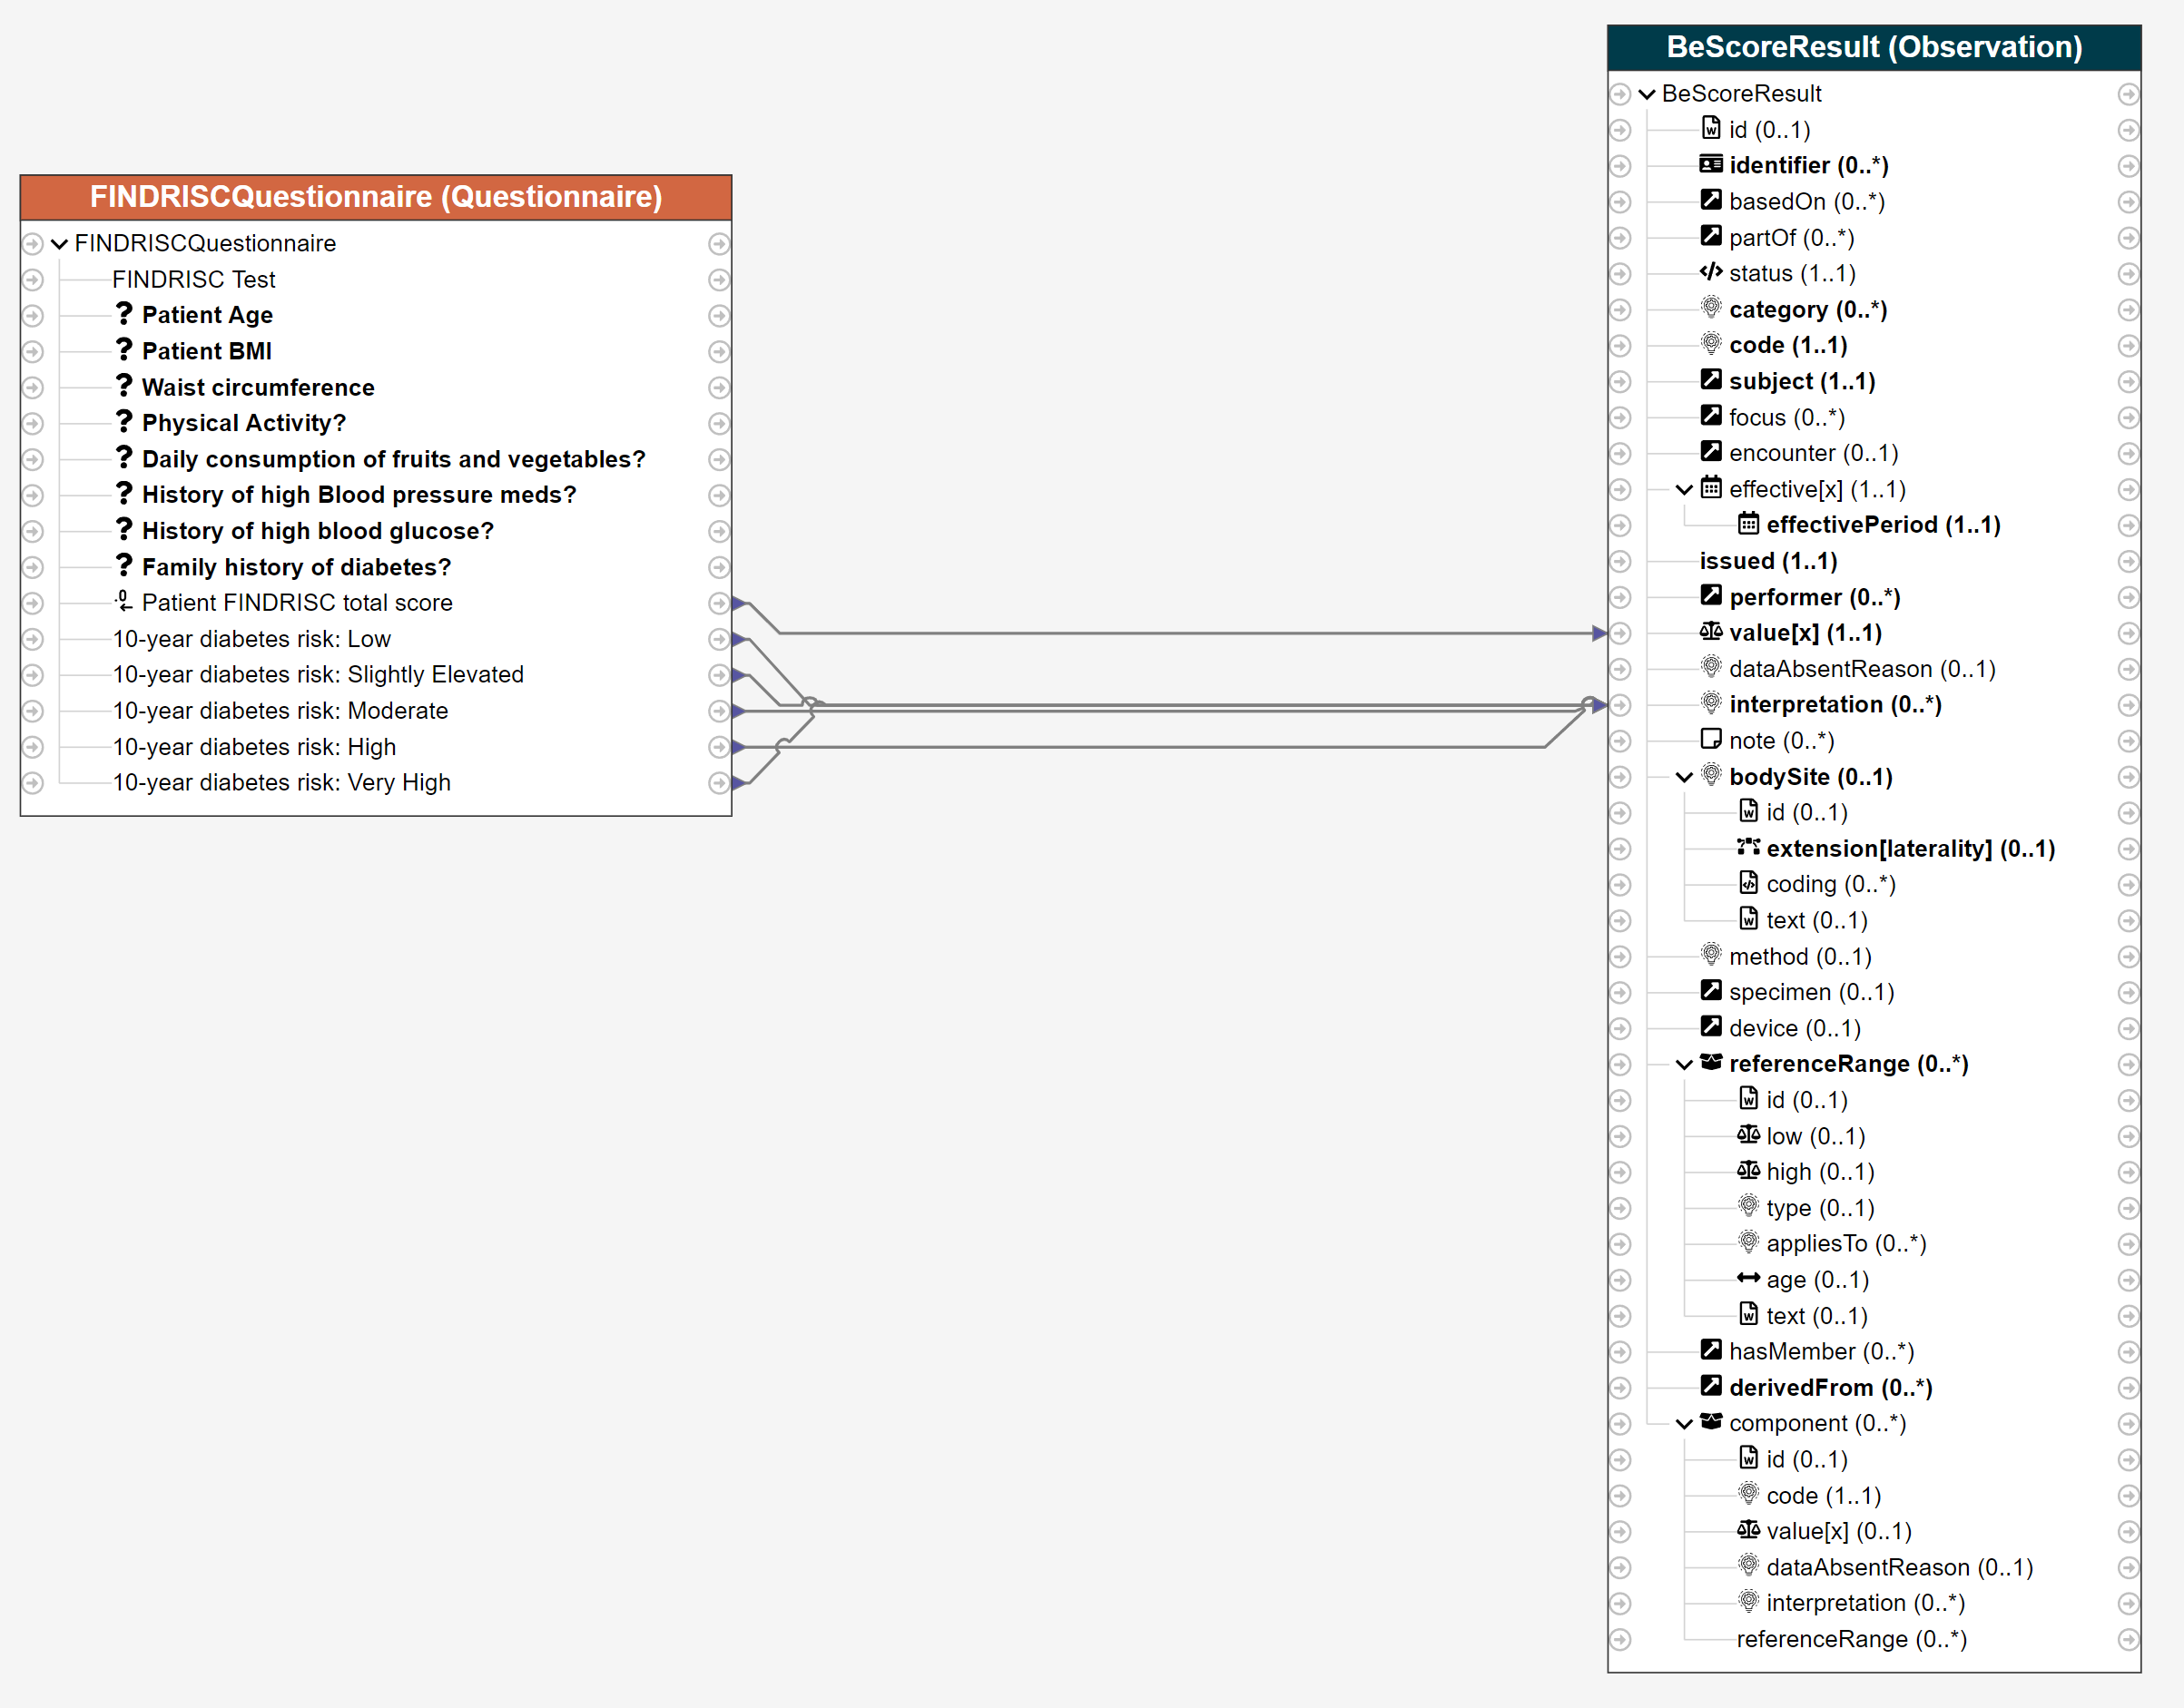 FINDRISCQuestionnaire (Questionnaire)
FINDRISCQuestionnaire
FINDRISC Test
? Patient Age
? Patient BMI
? Waist circumference
? Physical Activity?
? Daily consumption of fruits and vegetables?
? History of high Blood pressure meds?
? History of high blood glucose?
? Family history of diabetes?
Patient FINDRISC total score
10-year diabetes risk: Low
10-year diabetes risk: Slightly Elevated
10-year diabetes risk: Moderate
10-year diabetes risk: High
10-year diabetes risk: Very High
BeScoreResult (Observation)
BeScoreResult
id (0..1)
identifier (0..*)
basedOn (0..*)
partOf (0..*)
status (1..1)
category (0..*)
code (1..1)
subject (1..1)
focus (0..*)
encounter (0..1)
effective[x] (1..1)
effectivePeriod (1..1)
issued (1..1)
performer (0..*)
value[x] (1..1)
dataAbsentReason (0..1)
interpretation (0..*)
note (0..*)
bodySite (0..1)
id (0..1)
extension[laterality] (0..1)
coding (0..*)
text (0..1)
method (0..1)
specimen (0..1)
device (0..1)
referenceRange (0..*)
id (0..1)
low (0..1)
high (0..1)
type (0..1)
appliesTo (0..*)
age (0..1)
text (0..1)
hasMember (0..*)
derivedFrom (0..*)
component (0..*)
id (0..1)
code (1..1)
value[x] (0..1)
dataAbsentReason (0..1)
interpretation (0..*)
referenceRange (0..*)